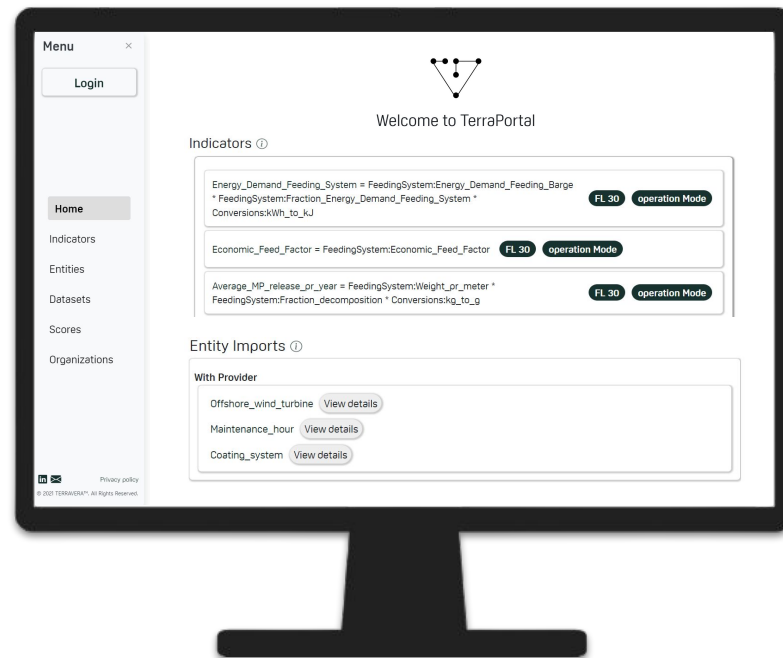 Menu ×
Login
Home
Indicators
Entities
Datasets
Scores
Organizations
in
Privacy policy
© 2021 TERRAVERA™. All Rights Reserved.
Welcome to TerraPortal
Indicators i
Energy_Demand_Feeding_System = FeedingSystem:Energy_Demand_Feeding_Barge
* FeedingSystem:Fraction_Energy_Demand_Feeding_System *
Conversions:kWh_to_kJ
FL 30 operation Mode
Economic_Feed_Factor = FeedingSystem:Economic_Feed_Factor FL 30 operation Mode
Average_MP_release_pr_year = FeedingSystem:Weight_pr_meter *
FeedingSystem:Fraction_decomposition * Conversions:kg_to_g
FL 30 operation Mode
Entity Imports i
With Provider
Offshore_wind_turbine View details
Maintenance_hour View details
Coating_system View details